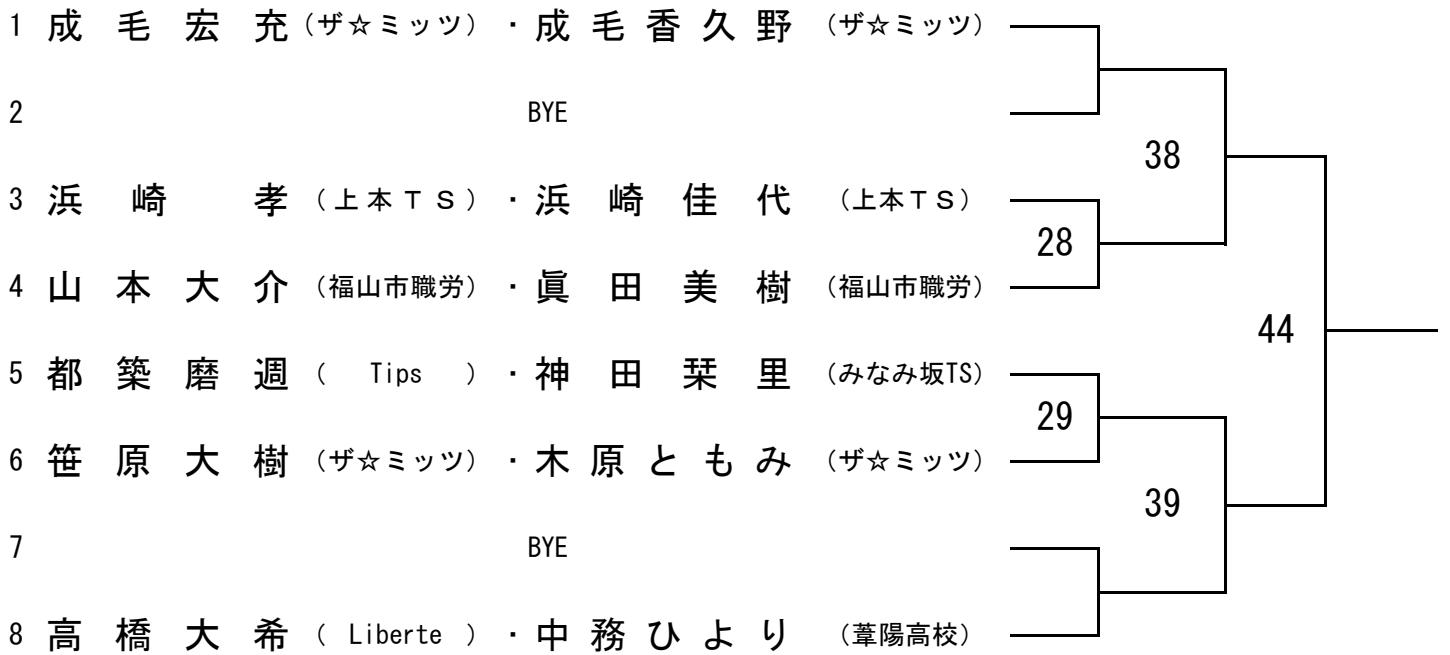 1 成毛宏充 (ザ☆ミッツ) ・ 成毛香久野 (ザ☆ミッツ)
2 BYE
38
3 浜崎 孝 (上本TS) ・ 浜崎佳代 (上本TS)
28
4 山本大介 (福山市職労) ・ 眞田美樹 (福山市職労)
44
5 都築磨週 ( Tips ) ・ 神田栞里 (みなみ坂TS)
29
6 笹原大樹 (ザ☆ミッツ) ・ 木原ともみ (ザ☆ミッツ)
39
7 BYE
8 高橋大希 ( Liberte ) ・ 中務ひより (葦陽高校)